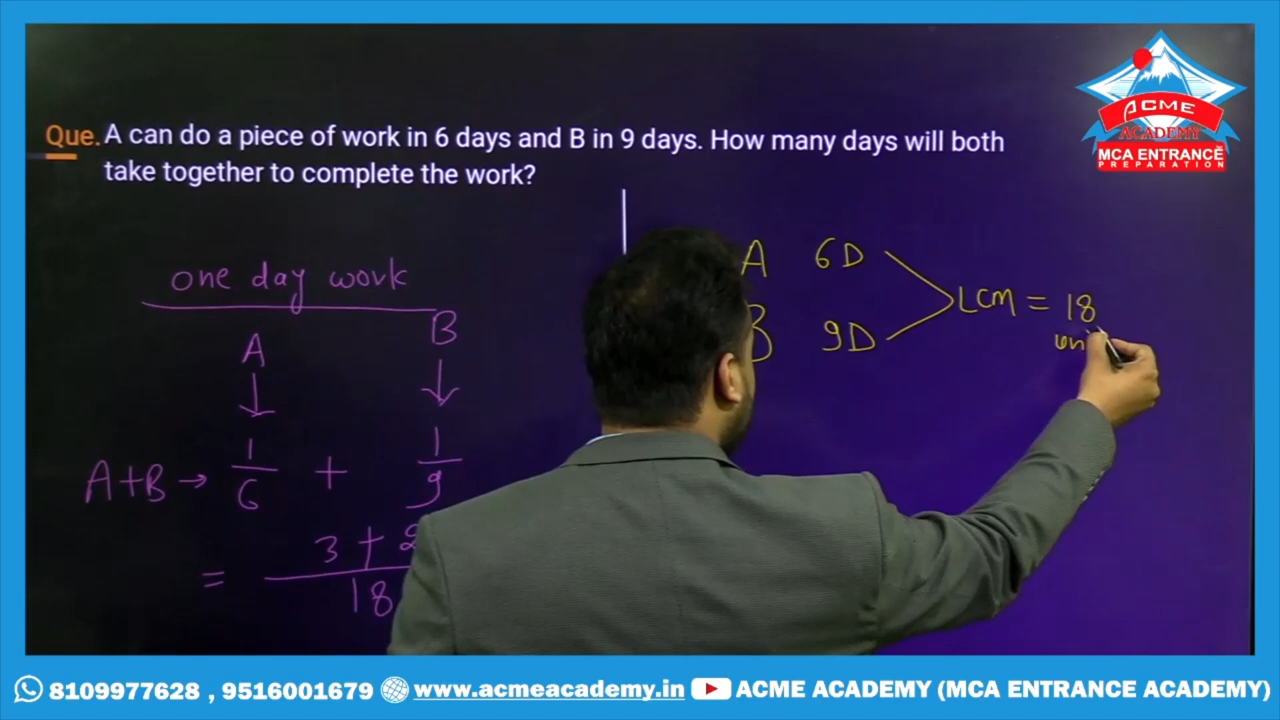 ACME
ACADEMY
MCA ENTRANCE
PREPARATION
Que. A can do a piece of work in 6 days and B in 9 days. How many days will both
take together to complete the work?
one day work
A B
A+B → 1/6 + 1/9
= 3 + 2
18
A 6D
B 9D
LCM = 18
8109977628 , 9516001679 www.acmeacademy.in ACME ACADEMY (MCA ENTRANCE ACADEMY)